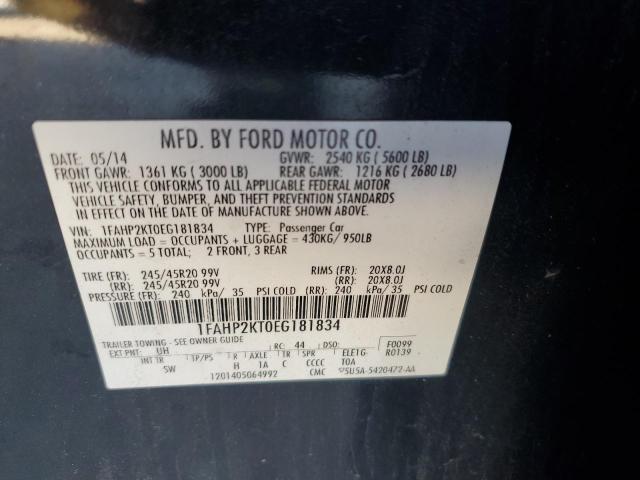 MFD. BY FORD MOTOR CO.
DATE: 05/14 GVWR: 2540 KG ( 5600 LB)
FRONT GAWR: 1361 KG ( 3000 LB) REAR GAWR: 1216 KG ( 2680 LB)
THIS VEHICLE CONFORMS TO ALL APPLICABLE FEDERAL MOTOR
VEHICLE SAFETY, BUMPER, AND THEFT PREVENTION STANDARDS
IN EFFECT ON THE DATE OF MANUFACTURE SHOWN ABOVE.
VIN: 1FAHP2KT0EG181834 TYPE: Passenger Car
MAXIMUM LOAD = OCCUPANTS + LUGGAGE = 430KG/ 950LB
OCCUPANTS = 5 TOTAL; 2 FRONT, 3 REAR
TIRE (FR): 245/45R20 99V RIMS (FR): 20X8.0J
(RR): 245/45R20 99V (RR): 20X8.0J
PRESSURE (FR): 240 kPa/ 35 PSI COLD (RR): 240 kPa/ 35 PSI COLD
1FAHP2KT0EG181834
TRAILER TOWING - SEE OWNER GUIDE F0099
EXT PNT: UH RC: 44 DSO: R0139
INT TR TP/PS R AXLE TR SPR ELE1G-
5W H 1A C CCCC TOA
1201405064992 CMC 5U5A-5420472-AA